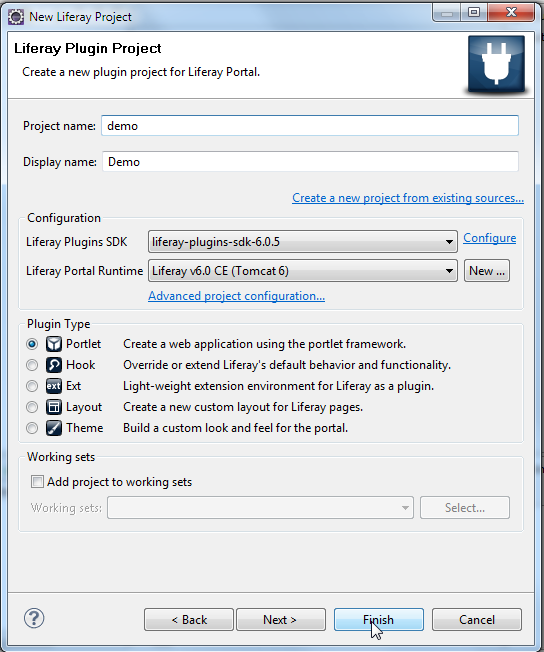 New Liferay Project
Liferay Plugin Project
Create a new plugin project for Liferay Portal.
Project name: demo
Display name: Demo
Create a new project from existing sources...
Configuration
Liferay Plugins SDK liferay-plugins-sdk-6.0.5 Configure
Liferay Portal Runtime Liferay v6.0 CE (Tomcat 6) New ...
Advanced project configuration...
Plugin Type
Portlet Create a web application using the portlet framework.
Hook Override or extend Liferay's default behavior and functionality.
ext Ext Light-weight extension environment for Liferay as a plugin.
Layout Create a new custom layout for Liferay pages.
Theme Build a custom look and feel for the portal.
Working sets
Add project to working sets
Working sets: Select...
? < Back Next > Finish Cancel